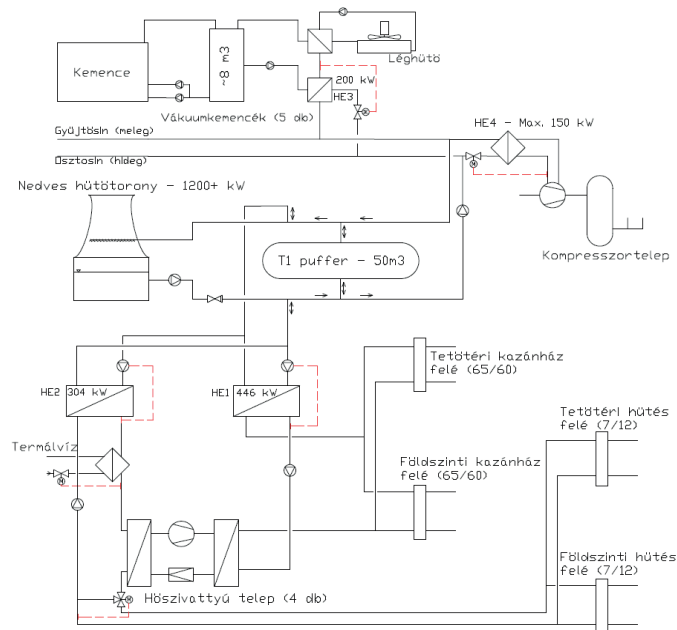 Kemence
3m
~8
Léghűtő
200 kW
HE3
Vákuumkemencék (5 db)
HE4 - Max. 150 kW
Gyűjtősín (meleg)
Osztósín (hideg)
Nedves hűtőtorony - 1200+ kW
M
M
T1 puffer - 50m3
Kompresszortelep
HE2 304 kW
HE1 446 kW
Tetőtéri kazánház
felé (65/60)
Tetőtéri hűtés
felé (7/12)
Termálvíz
M
Földszinti kazánház
felé (65/60)
Földszinti hűtés
felé (7/12)
M
Hőszivattyú telep (4 db)